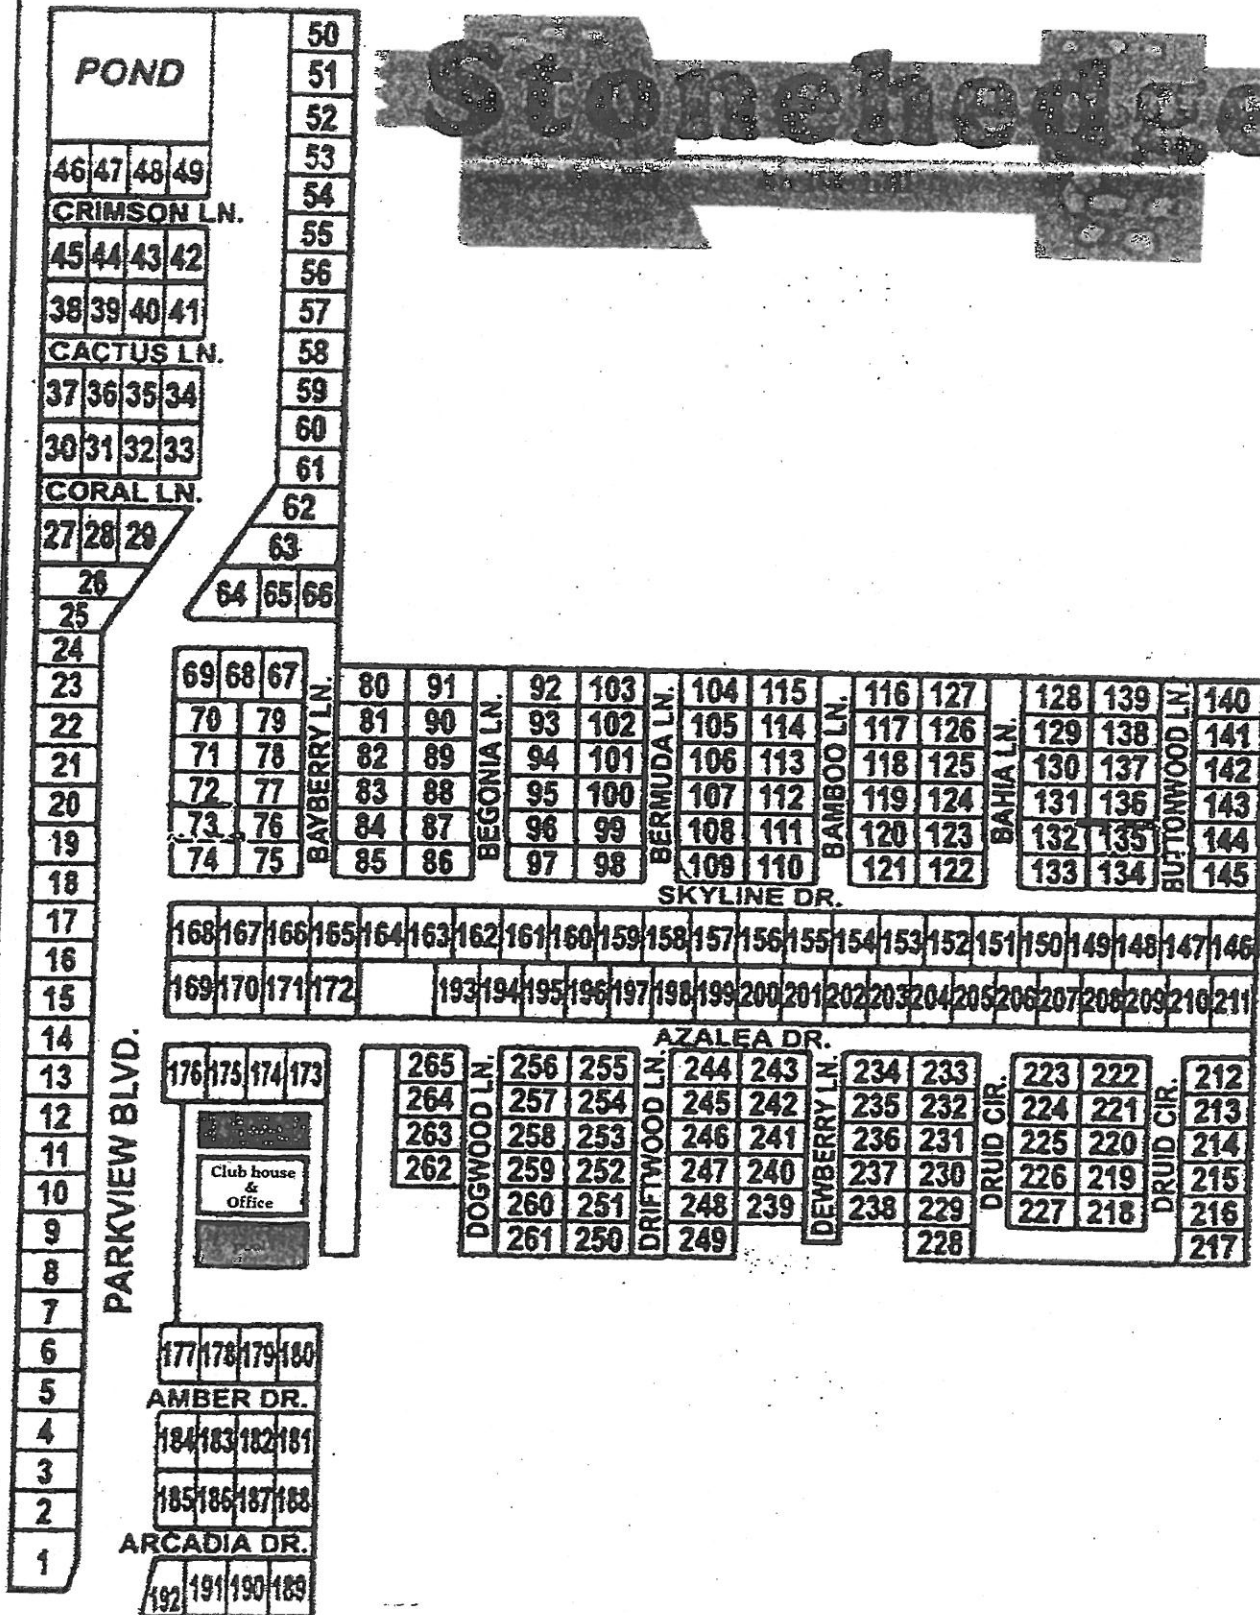 Stonehedge
POND
50
51
52
53
54
55
56
57
58
59
60
61
62
63
64 65 66
46 47 48 49
CRIMSON LN.
45 44 43 42
38 39 40 41
CACTUS LN.
37 36 35 34
30 31 32 33
CORAL LN.
27 28 29
26
25
24
23
22
21
20
19
18
17
16
15
14
13
12
11
10
9
8
7
6
5
4
3
2
1
PARKVIEW BLVD.
69 68 67
70 79
71 78
72 77
73 76
74 75
BAYBERRY LN.
80 91
81 90
82 89
83 88
84 87
85 86
BEGONIA LN.
92 103
93 102
94 101
95 100
96 99
97 98
BERMUDA LN.
104 115
105 114
106 113
107 112
108 111
109 110
BAMBOO LN.
116 127
117 126
118 125
119 124
120 123
121 122
BAHIA LN.
128 139
129 138
130 137
131 136
132 135
133 134
BUTTONWOOD LN.
140
141
142
143
144
145
SKYLINE DR.
168 167 166 165 164 163 162 161 160 159 158 157 156 155 154 153 152 151 150 149 148 147 146
169 170 171 172 193 194 195 196 197 198 199 200 201 202 203 204 205 206 207 208 209 210 211
AZALEA DR.
176 175 174 173
Club house
&
Office
pool
265
264
263
262
DOGWOOD LN.
256 255
257 254
258 253
259 252
260 251
261 250
DRIFTWOOD LN.
244 243
245 242
246 241
247 240
248 239
249
DEWBERRY LN.
234 233
235 232
236 231
237 230
238 229
228
DRUID CIR.
223 222
224 221
225 220
226 219
227 218
DRUID CIR.
212
213
214
215
216
217
177 178 179 180
AMBER DR.
184 183 182 181
185 186 187 188
ARCADIA DR.
192 191 190 189